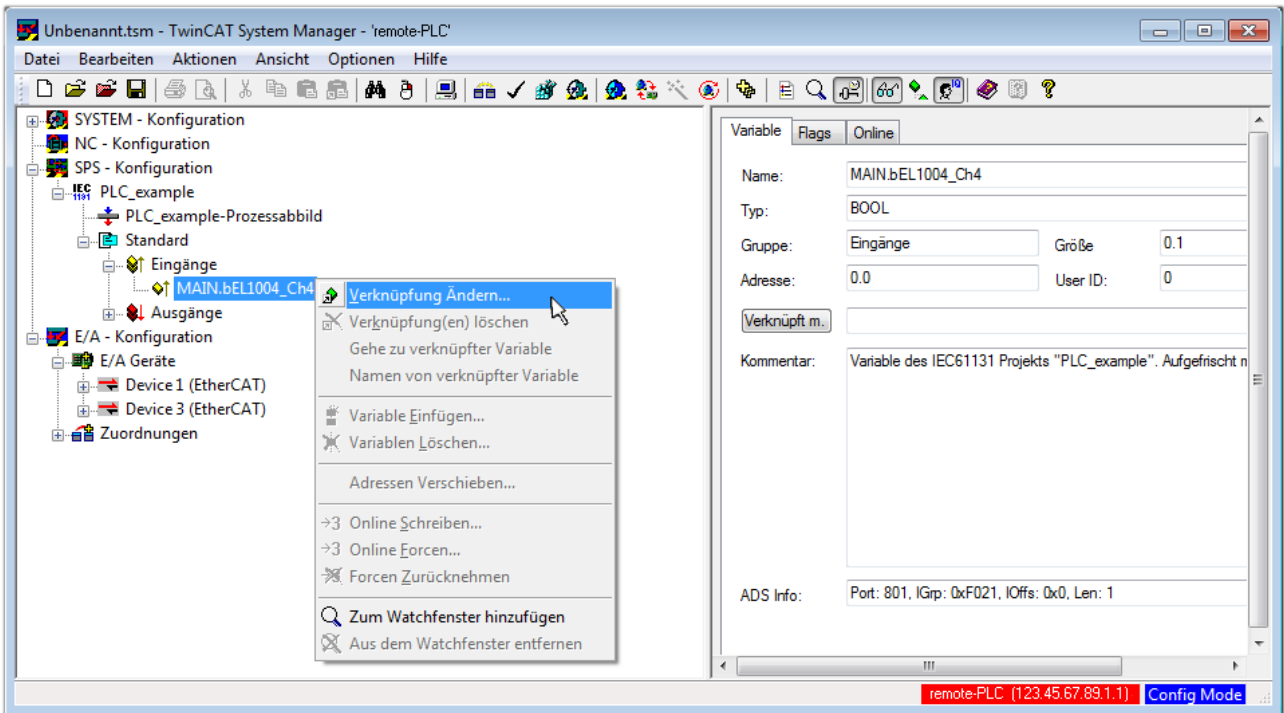 Unbenannt.tsm - TwinCAT System Manager - 'remote-PLC'
Datei Bearbeiten Aktionen Ansicht Optionen Hilfe
SYSTEM - Konfiguration
NC - Konfiguration
SPS - Konfiguration
IEC 1131 PLC_example
PLC_example-Prozessabbild
Standard
Eingänge
MAIN.bEL1004_Ch4
Ausgänge
E/A - Konfiguration
E/A Geräte
Device 1 (EtherCAT)
Device 3 (EtherCAT)
Zuordnungen
Verknüpfung Ändern...
Verknüpfung(en) löschen
Gehe zu verknüpfter Variable
Namen von verknüpfter Variable
Variable Einfügen...
Variablen Löschen...
Adressen Verschieben...
→3 Online Schreiben...
→3 Online Forcen...
Forcen Zurücknehmen
Zum Watchfenster hinzufügen
Aus dem Watchfenster entfernen
Variable Flags Online
Name: MAIN.bEL1004_Ch4
Typ: BOOL
Gruppe: Eingänge Größe 0.1
Adresse: 0.0 User ID: 0
Verknüpft m.
Kommentar: Variable des IEC61131 Projekts "PLC_example". Aufgefrischt
ADS Info: Port: 801, IGrp: 0xF021, IOffs: 0x0, Len: 1
remote-PLC (123.45.67.89.1.1) Config Mode